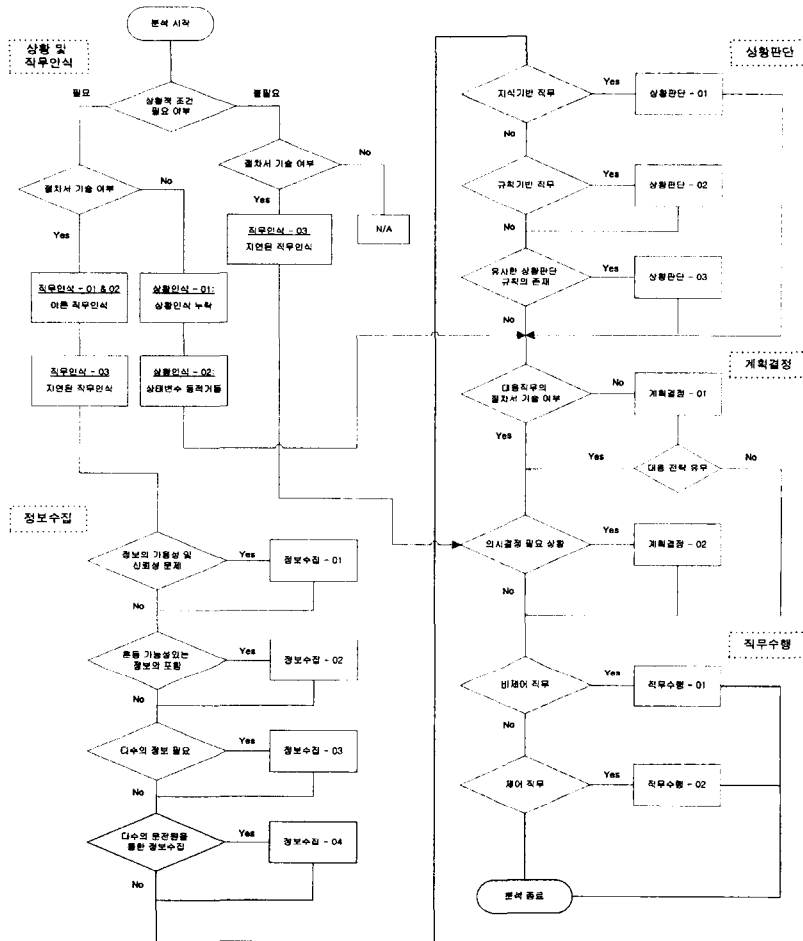 분석 시작
상황 및
직무인식
필요
불필요
상황적 조건
필요 여부
절차서 기술 여부
No
Yes
절차서 기술 여부
No
Yes
직무인식 - 03:
지연된 직무인식
N/A
직무인식 - 01 & 02
이른 직무인식
상황인식 - 01:
상황인식 누락
직무인식 - 03
지연된 직무인식
상황인식 - 02:
상태변수 동적거동
정보수집
정보의 가용성 및
신뢰성 문제
Yes
정보수집 - 01
No
혼동 가능성있는
정보의 포함
Yes
정보수집 - 02
No
다수의 정보 필요
Yes
정보수집 - 03
No
다수의 운전원을
통한 정보수집
Yes
정보수집 - 04
No
상황판단
지식기반 직무
Yes
상황판단 - 01
No
규칙기반 직무
Yes
상황판단 - 02
No
유사한 상황판단
규칙의 존재
Yes
상황판단 - 03
No
계획결정
대응직무의
절차서 기술 여부
No
계획결정 - 01
Yes
Yes
대응 전략 유무
No
의사결정 필요 상황
Yes
계획결정 - 02
No
직무수행
비제어 직무
Yes
직무수행 - 01
No
제어 직무
Yes
직무수행 - 02
분석 종료